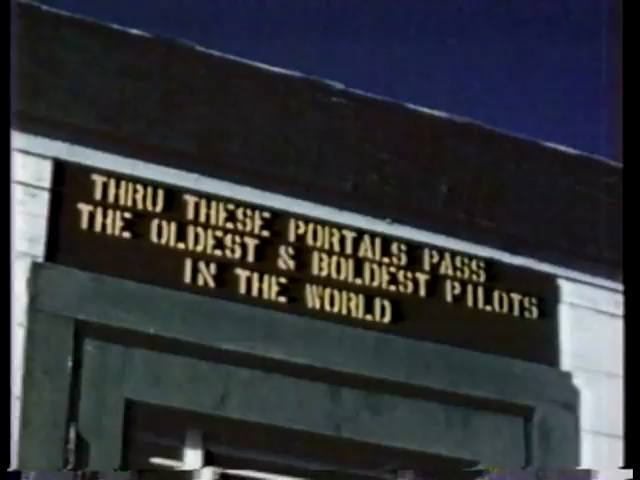 THRU THESE PORTALS PASS
THE OLDEST & BOLDEST PILOTS
IN THE WORLD